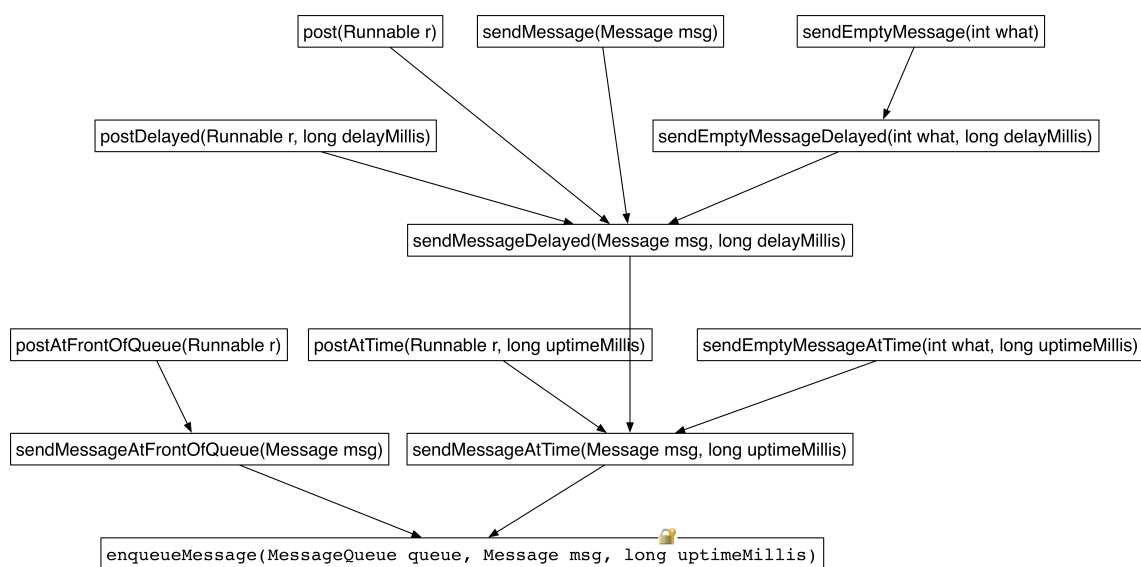 post(Runnable r)
sendMessage(Message msg)
sendEmptyMessage(int what)
postDelayed(Runnable r, long delayMillis)
sendEmptyMessageDelayed(int what, long delayMillis)
sendMessageDelayed(Message msg, long delayMillis)
postAtFrontOfQueue(Runnable r)
postAtTime(Runnable r, long uptimeMillis)
sendEmptyMessageAtTime(int what, long uptimeMillis)
sendMessageAtFrontOfQueue(Message msg)
sendMessageAtTime(Message msg, long uptimeMillis)
enqueueMessage(MessageQueue queue, Message msg, long uptimeMillis)